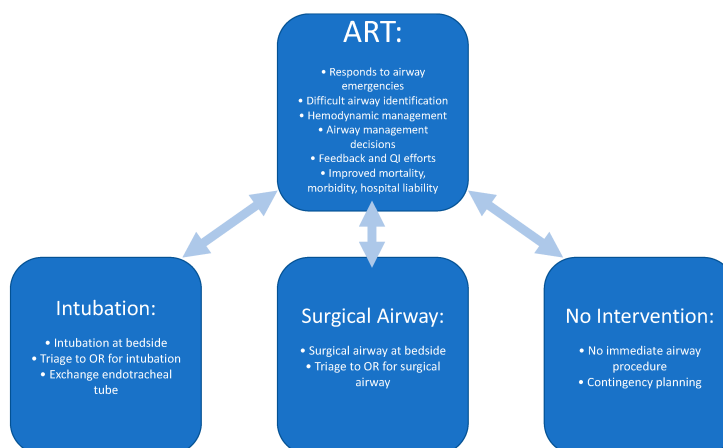 ART:
• Responds to airway
emergencies
• Difficult airway identification
• Hemodynamic management
• Airway management
decisions
• Feedback and QI efforts
• Improved mortality,
morbidity, hospital liability
Intubation:
• Intubation at bedside
• Triage to OR for intubation
• Exchange endotracheal
tube
Surgical Airway:
• Surgical airway at bedside
• Triage to OR for surgical
airway
No Intervention:
• No immediate airway
procedure
• Contingency planning